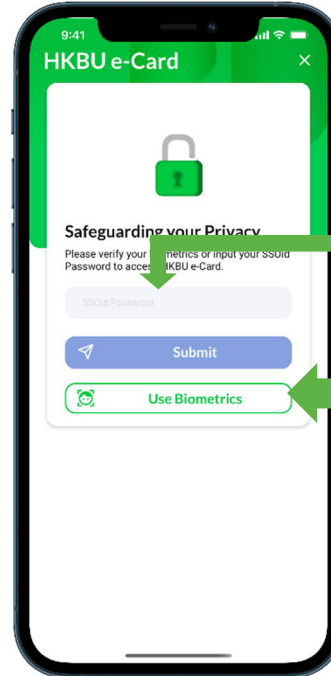 9:41
HKBU e-Card
Safeguarding your Privacy
Please verify your biometrics or input your SSOid
Password to access HKBU e-Card.
SSOid Password
Submit
Use Biometrics